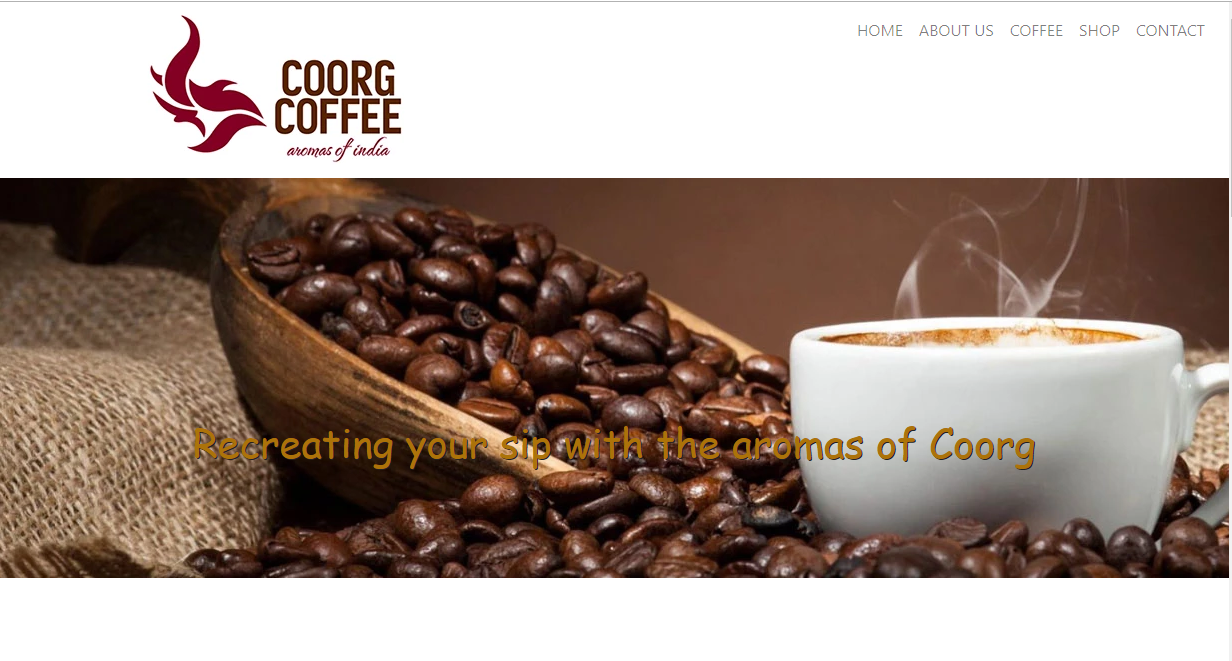 HOME ABOUT US COFFEE SHOP CONTACT
COORG
COFFEE
aromas of india
Recreating your sip with the aromas of Coorg